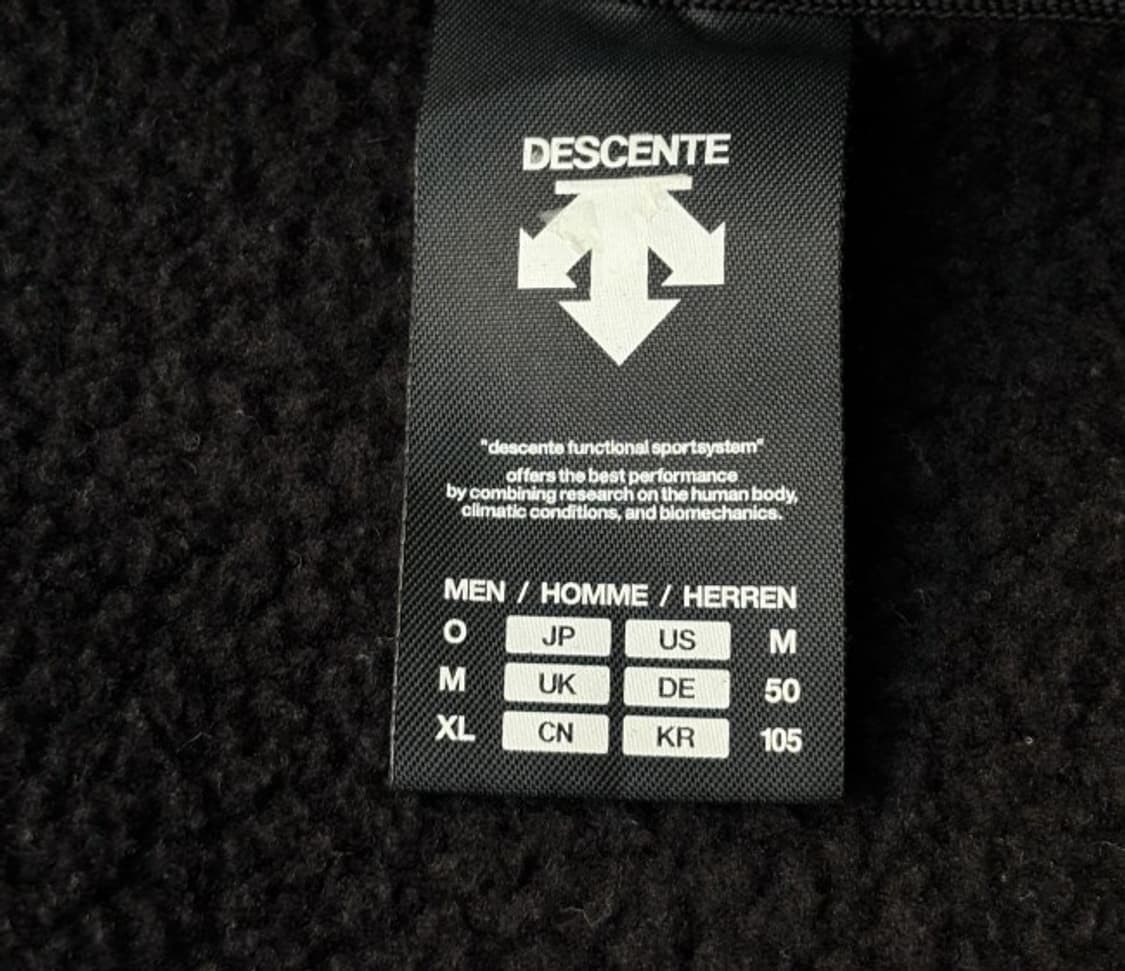 DESCENTE
"descente functional sportsystem"
offers the best performance
by combining research on the human body,
climatic conditions, and biomechanics.
MEN / HOMME / HERREN
O JP US M
M UK DE 50
XL CN KR 105